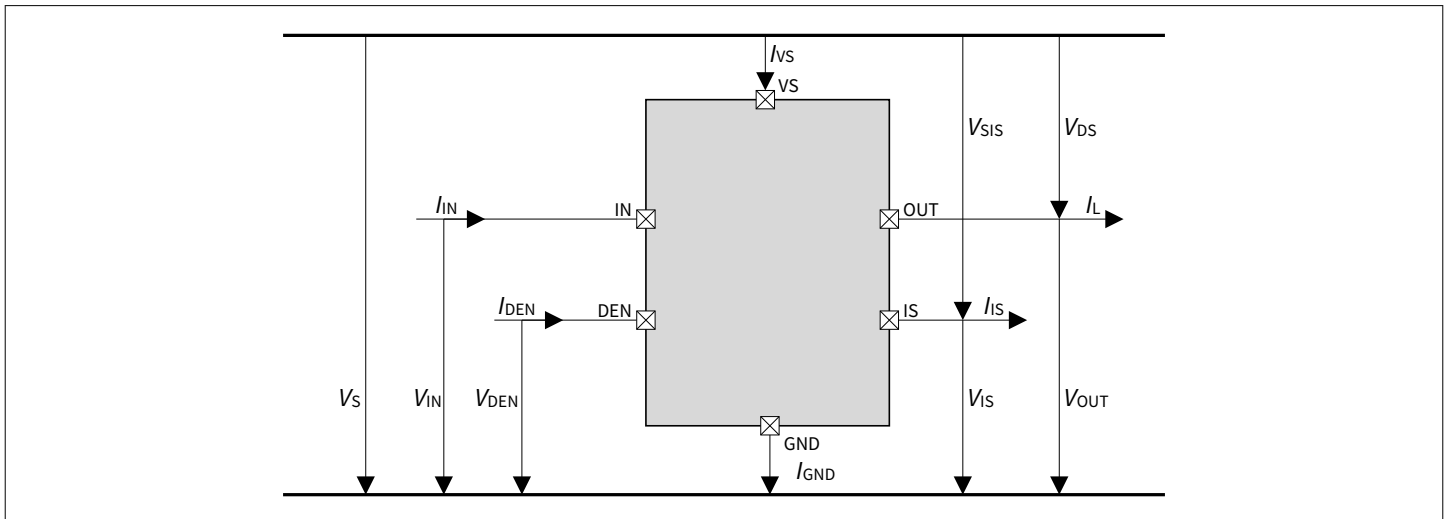 IVS
VS
VSIS
VDS
IIN
IN
OUT
IL
IDEN
DEN
IS
IIS
VS
VIN
VDEN
VIS
VOUT
GND
IGND